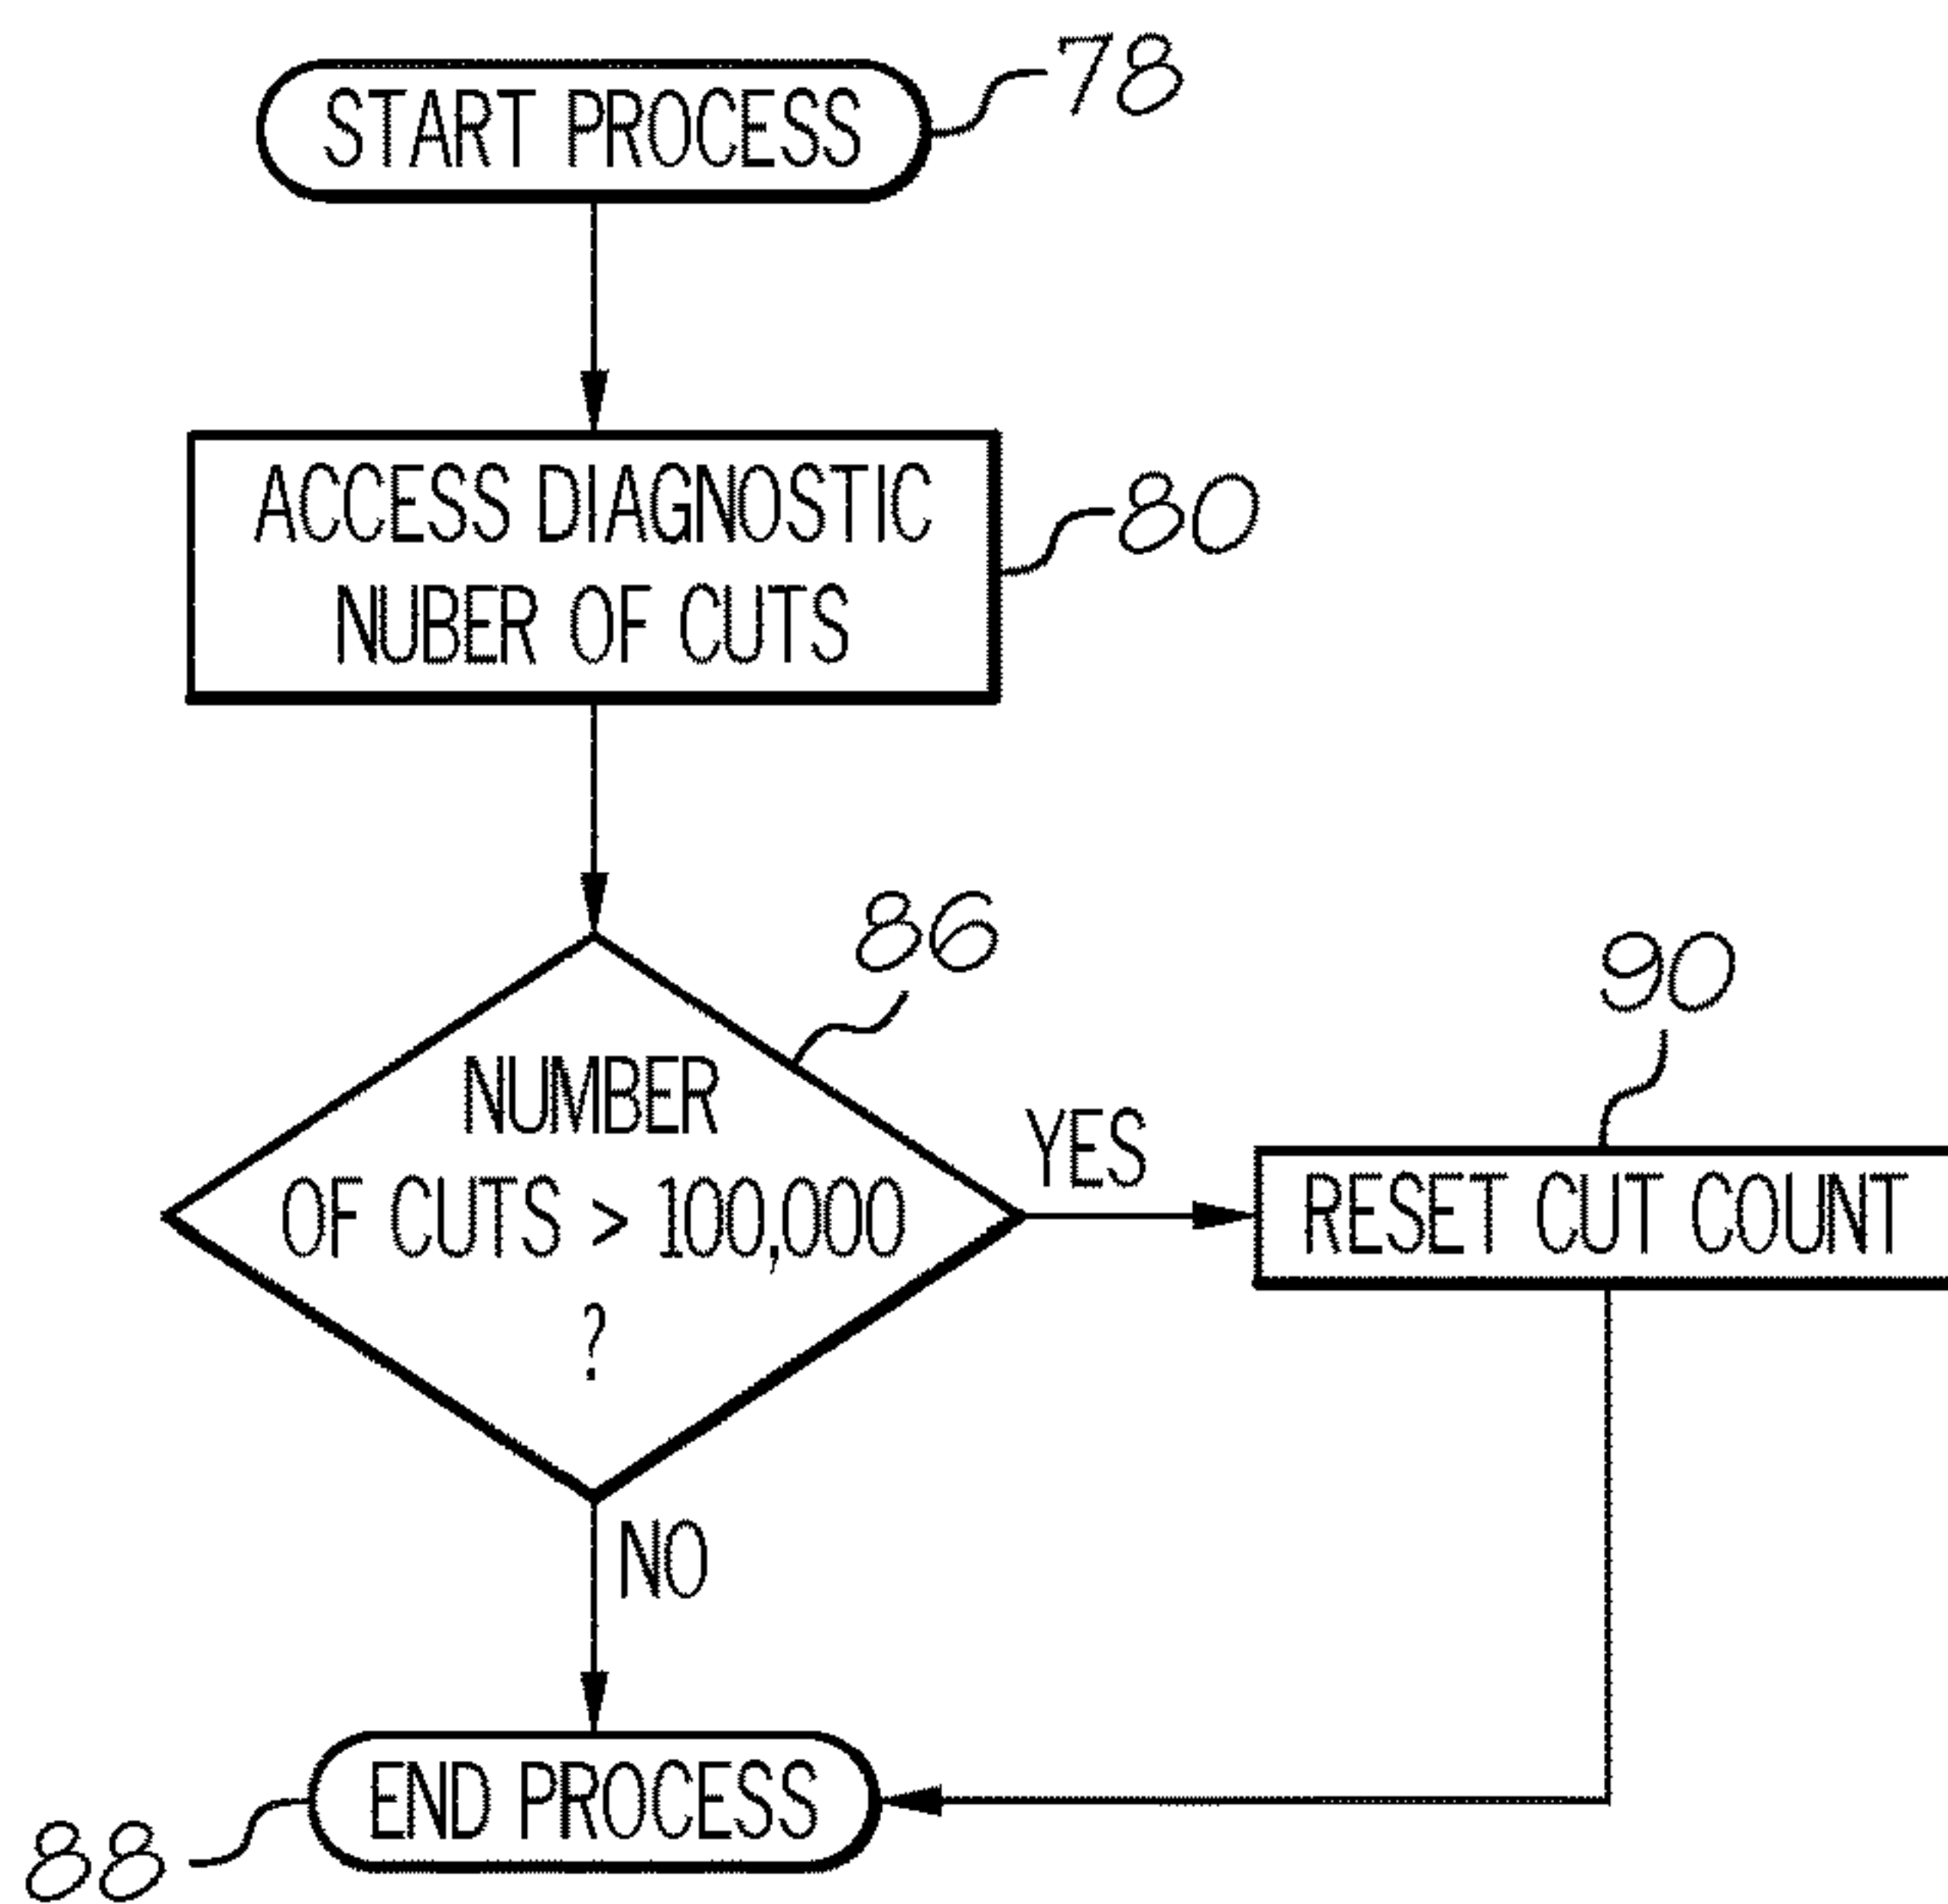 START PROCESS
78
ACCESS DIAGNOSTIC
NUBER OF CUTS
80
86
NUMBER
OF CUTS > 100,000
?
YES
90
RESET CUT COUNT
NO
END PROCESS
88